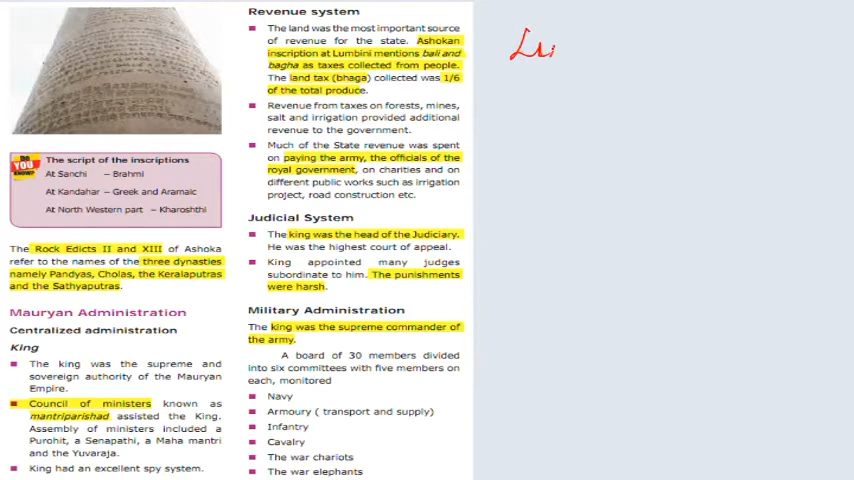 The script of the inscriptions
At Sanchi – Brahmi
At Kandahar – Greek and Aramaic
At North Western part – Kharoshthi
The Rock Edicts II and XIII of Ashoka
refer to the names of the three dynasties
namely Pandyas, Cholas, the Keralaputras
and the Sathyaputras.
Mauryan Administration
Centralized administration
King
The king was the supreme and
sovereign authority of the Mauryan
Empire.
Council of ministers known as
mantriparishad assisted the King.
Assembly of ministers included a
Purohit, a Senapathi, a Maha mantri
and the Yuvaraja.
King had an excellent spy system.
Revenue system
The land was the most important source
of revenue for the state. Ashokan
inscription at Lumbini mentions bali and
bagha as taxes collected from people.
The land tax (bhaga) collected was 1/6
of the total produce.
Revenue from taxes on forests, mines,
salt and irrigation provided additional
revenue to the government.
Much of the State revenue was spent
on paying the army, the officials of the
royal government, on charities and on
different public works such as irrigation
project, road construction etc.
Judicial System
The king was the head of the Judiciary.
He was the highest court of appeal.
King appointed many judges
subordinate to him. The punishments
were harsh.
Military Administration
The king was the supreme commander of
the army.
A board of 30 members divided
into six committees with five members on
each, monitored
Navy
Armoury ( transport and supply)
Infantry
Cavalry
The war chariots
The war elephants